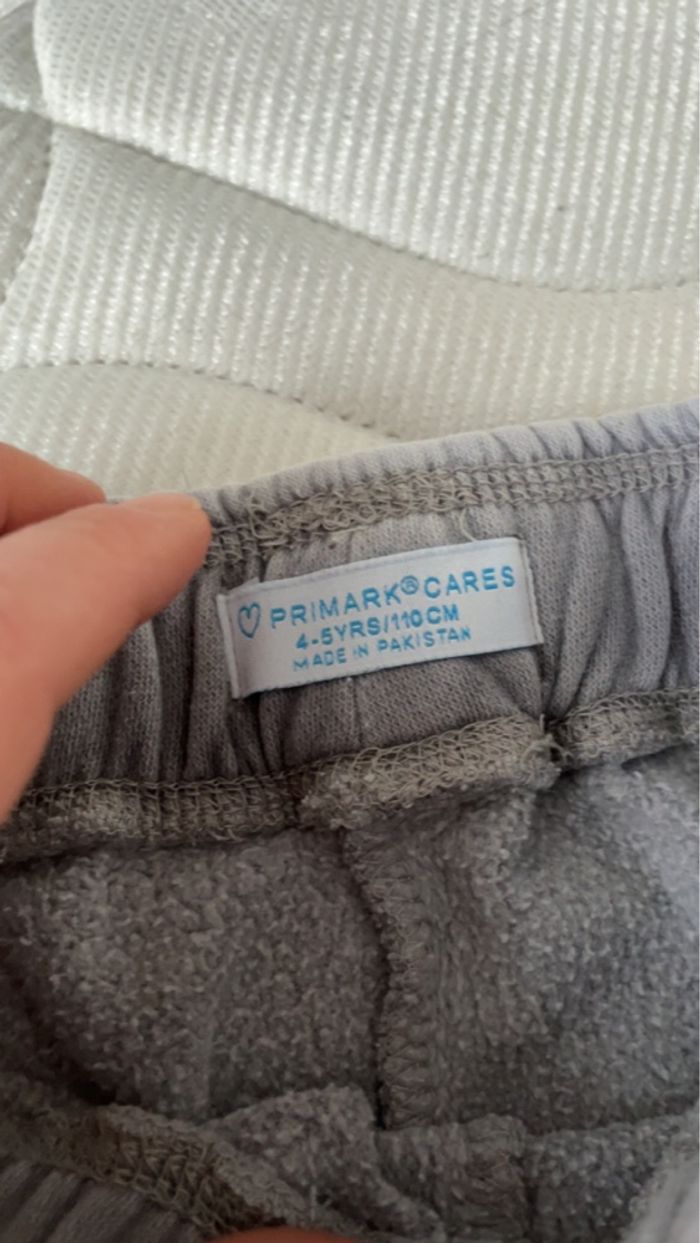 PRIMARK® CARES
4-5YRS/110CM
MADE IN PAKISTAN